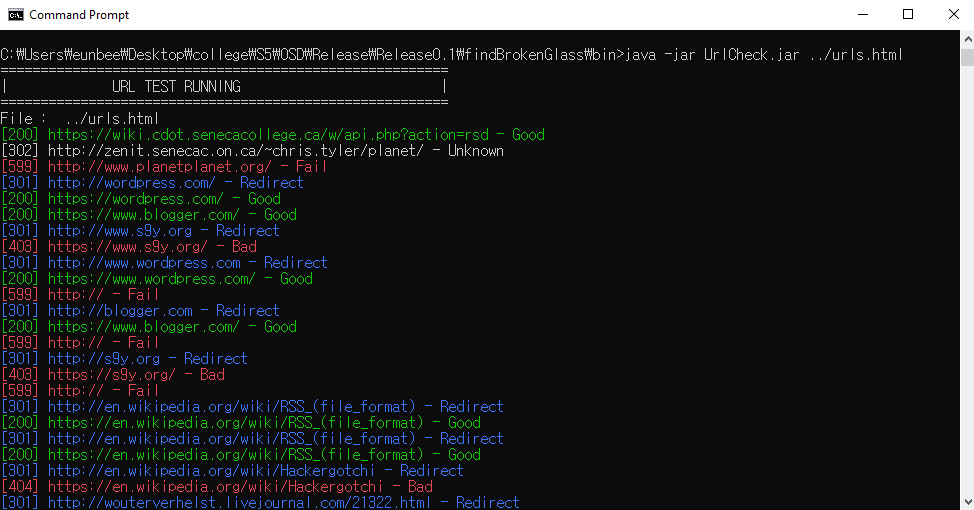 Command Prompt
C:₩Users₩eunbee₩Desktop₩college₩S5₩OSD₩Release₩Release0.1₩findBrokenGlass₩bin>java -jar UrlCheck.jar ../urls.html
========================================================
| URL TEST RUNNING |
========================================================
File : ../urls.html
[200] https://wiki.cdot.senecacollege.ca/w/api.php?action=rsd - Good
[302] http://zenit.senecac.on.ca/~chris.tyler/planet/ - Unknown
[599] http://www.planetplanet.org/ - Fail
[301] http://wordpress.com/ - Redirect
[200] https://wordpress.com/ - Good
[200] https://www.blogger.com/ - Good
[301] http://www.s9y.org - Redirect
[403] https://www.s9y.org/ - Bad
[301] http://www.wordpress.com - Redirect
[200] https://www.wordpress.com/ - Good
[599] http:// - Fail
[301] http://blogger.com - Redirect
[200] https://www.blogger.com/ - Good
[599] http:// - Fail
[301] http://s9y.org - Redirect
[403] https://s9y.org/ - Bad
[599] http:// - Fail
[301] http://en.wikipedia.org/wiki/RSS_(file_format) - Redirect
[200] https://en.wikipedia.org/wiki/RSS_(file_format) - Good
[301] http://en.wikipedia.org/wiki/RSS_(file_format) - Redirect
[200] https://en.wikipedia.org/wiki/RSS_(file_format) - Good
[301] http://en.wikipedia.org/wiki/Hackergotchi - Redirect
[404] https://en.wikipedia.org/wiki/Hackergotchi - Bad
[301] http://wouterverhelst.livejournal.com/21322.html - Redirect